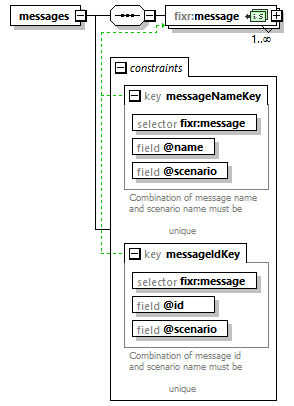 messages
fixr:message
1..∞
constraints
key messageNameKey
selector fixr:message
field @name
field @scenario
Combination of message name
and scenario name must be
unique
key messageIdKey
selector fixr:message
field @id
field @scenario
Combination of message id
and scenario name must be
unique